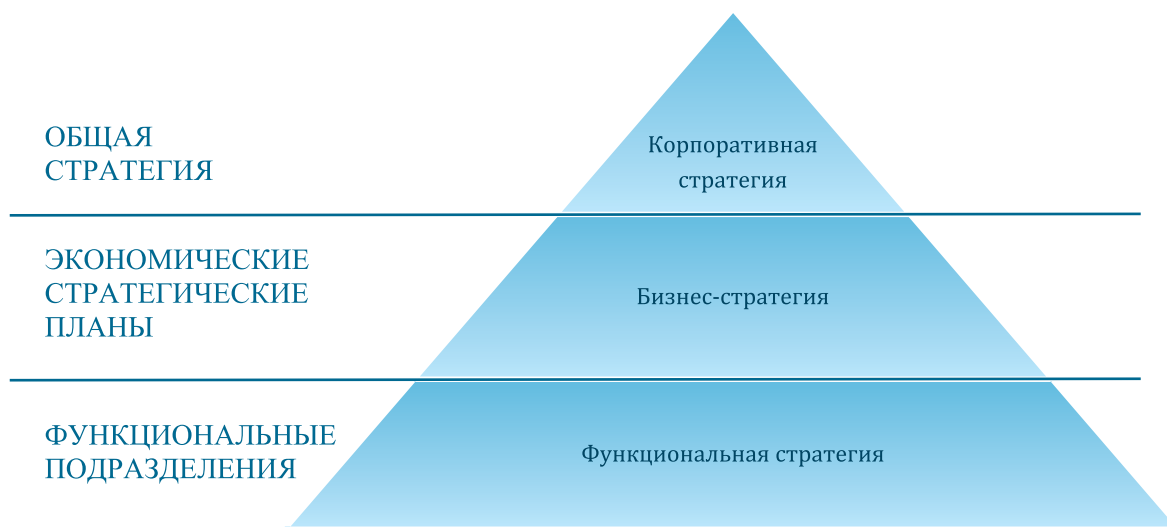 ОБЩАЯ
СТРАТЕГИЯ
Корпоративная
стратегия
ЭКОНОМИЧЕСКИЕ
СТРАТЕГИЧЕСКИЕ
ПЛАНЫ
Бизнес-стратегия
ФУНКЦИОНАЛЬНЫЕ
ПОДРАЗДЕЛЕНИЯ
Функциональная стратегия